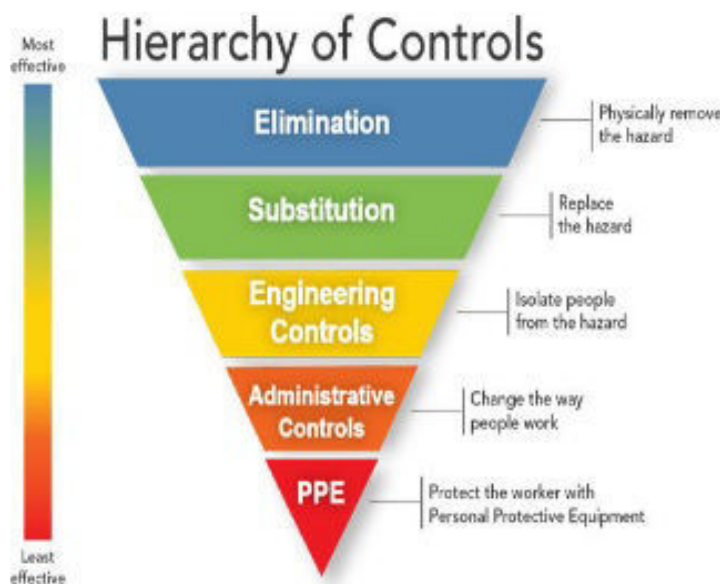 Hierarchy of Controls
Most
effective
Elimination
Physically remove
the hazard
Substitution
Replace
the hazard
Engineering
Controls
Isolate people
from the hazard
Administrative
Controls
Change the way
people work
PPE
Protect the worker with
Personal Protective Equipment
Least
effective